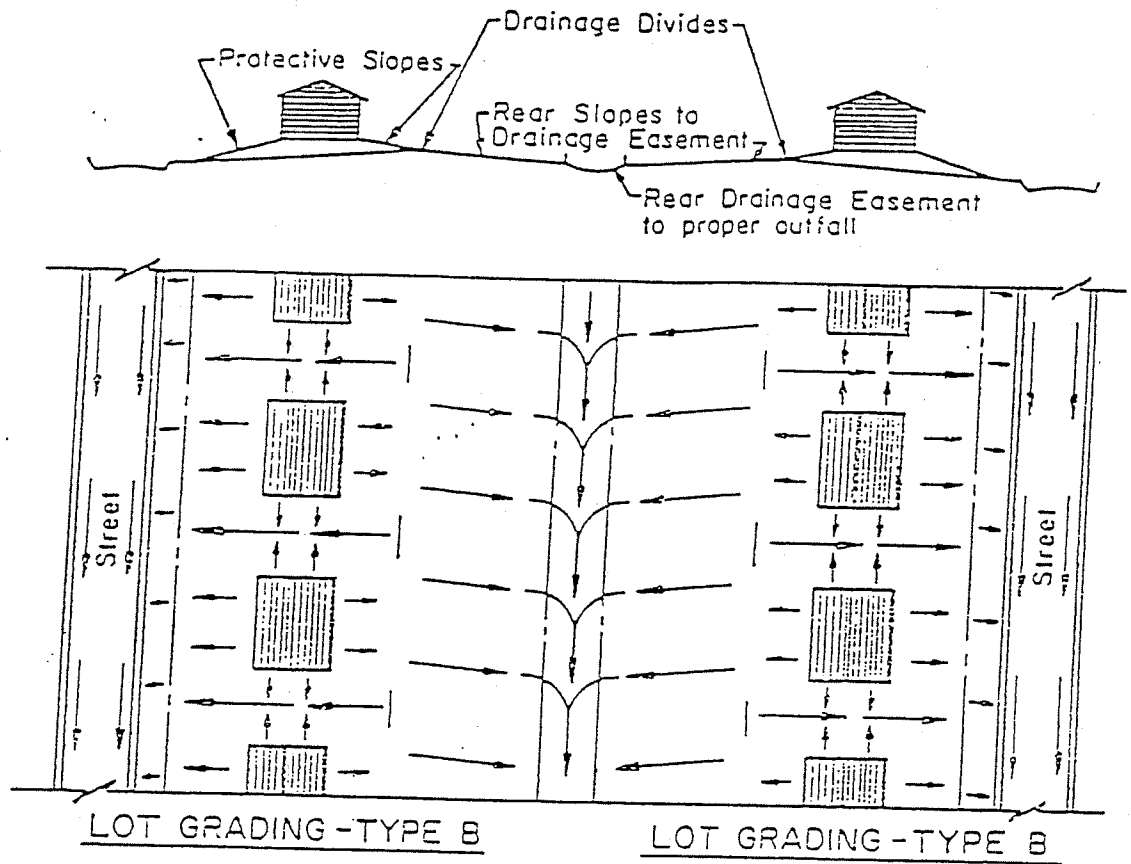 Drainage Divides
Protective Slopes
Rear Slopes to
Drainage Easement
Rear Drainage Easement
to proper outfall
Street
Street
LOT GRADING-TYPE B
LOT GRADING-TYPE B